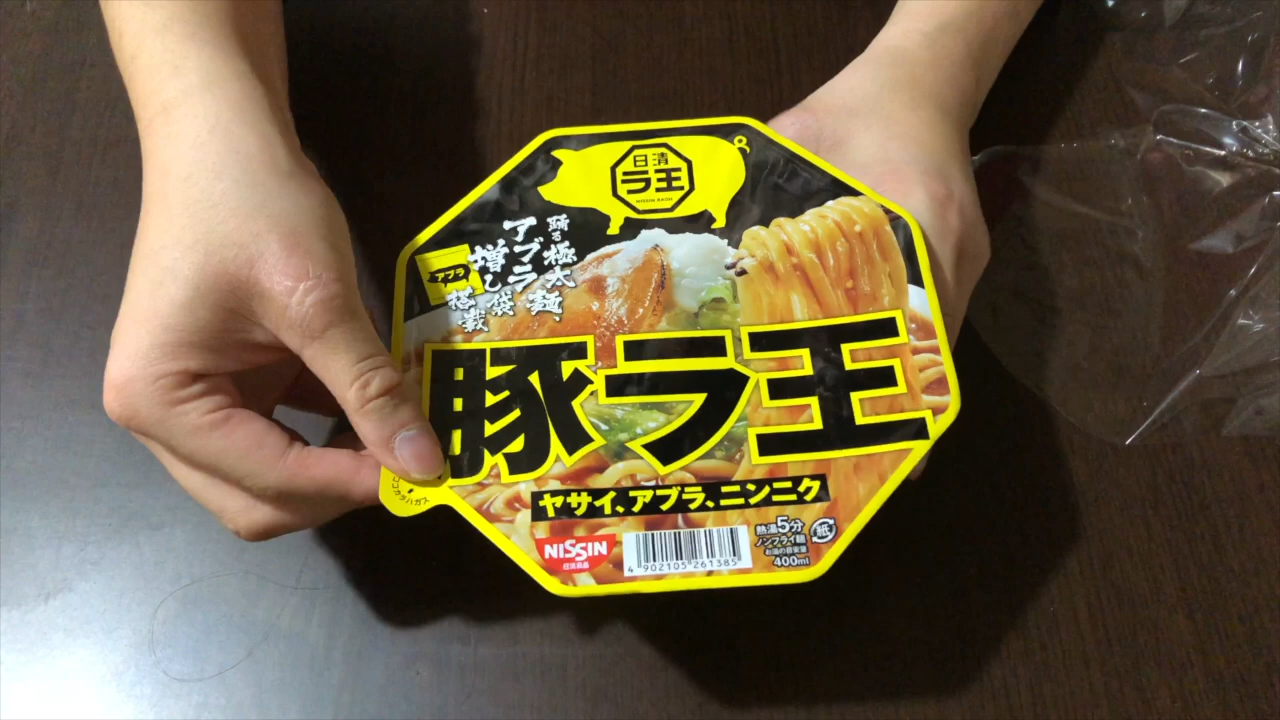 日清
ラ王
NISSIN RAOH
踊る極太麺、
アブラ
増し袋
搭載
アブラ
豚ラ王
ヤサイ、アブラ、ニンニク
NISSIN
日清食品
4 902105 261385
熱湯5分
ノンフライ麺
お湯の目安量
400ml
紙